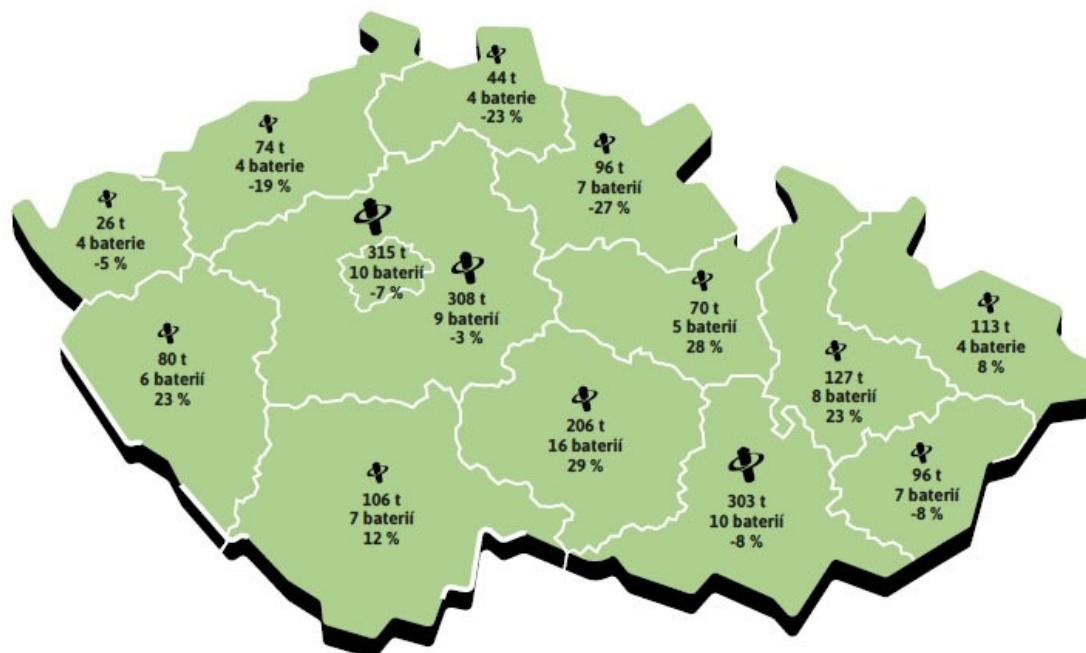 44 t
4 baterie
-23 %
74 t
4 baterie
-19 %
96 t
7 baterií
-27 %
26 t
4 baterie
-5 %
315 t
10 baterií
-7 %
308 t
9 baterií
-3 %
70 t
5 baterií
28 %
113 t
4 baterie
8 %
80 t
6 baterií
23 %
127 t
8 baterií
23 %
206 t
16 baterií
29 %
106 t
7 baterií
12 %
303 t
10 baterií
-8 %
96 t
7 baterií
-8 %